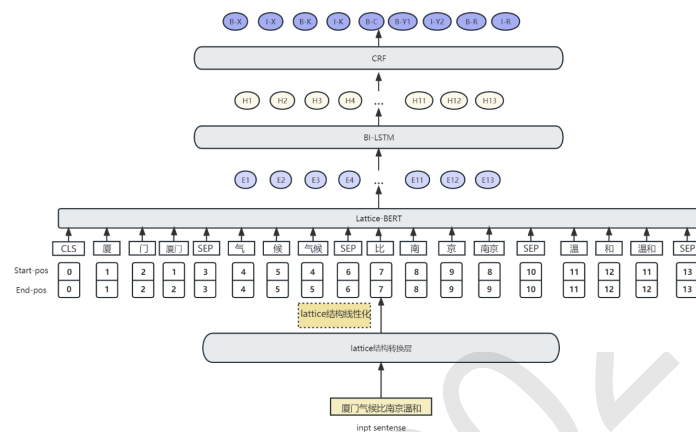 B-X I-X B-K I-K B-C B-Y1 I-Y2 B-R I-R
CRF
H1 H2 H3 H4 ... H11 H12 H13
BI-LSTM
E1 E2 E3 E4 ... E11 E12 E13
Lattice-BERT
CLS 厦 门 厦门 SEP 气 候 气候 SEP 比 南 京 南京 SEP 温 和 温和 SEP
Start-pos 0 1 2 1 3 4 5 4 6 7 8 9 8 10 11 12 11 13
End-pos 0 1 2 2 3 4 5 5 6 7 8 9 9 10 11 12 12 13
lattice结构线性化
lattice结构转换层
厦门气候比南京温和
inpt sentense